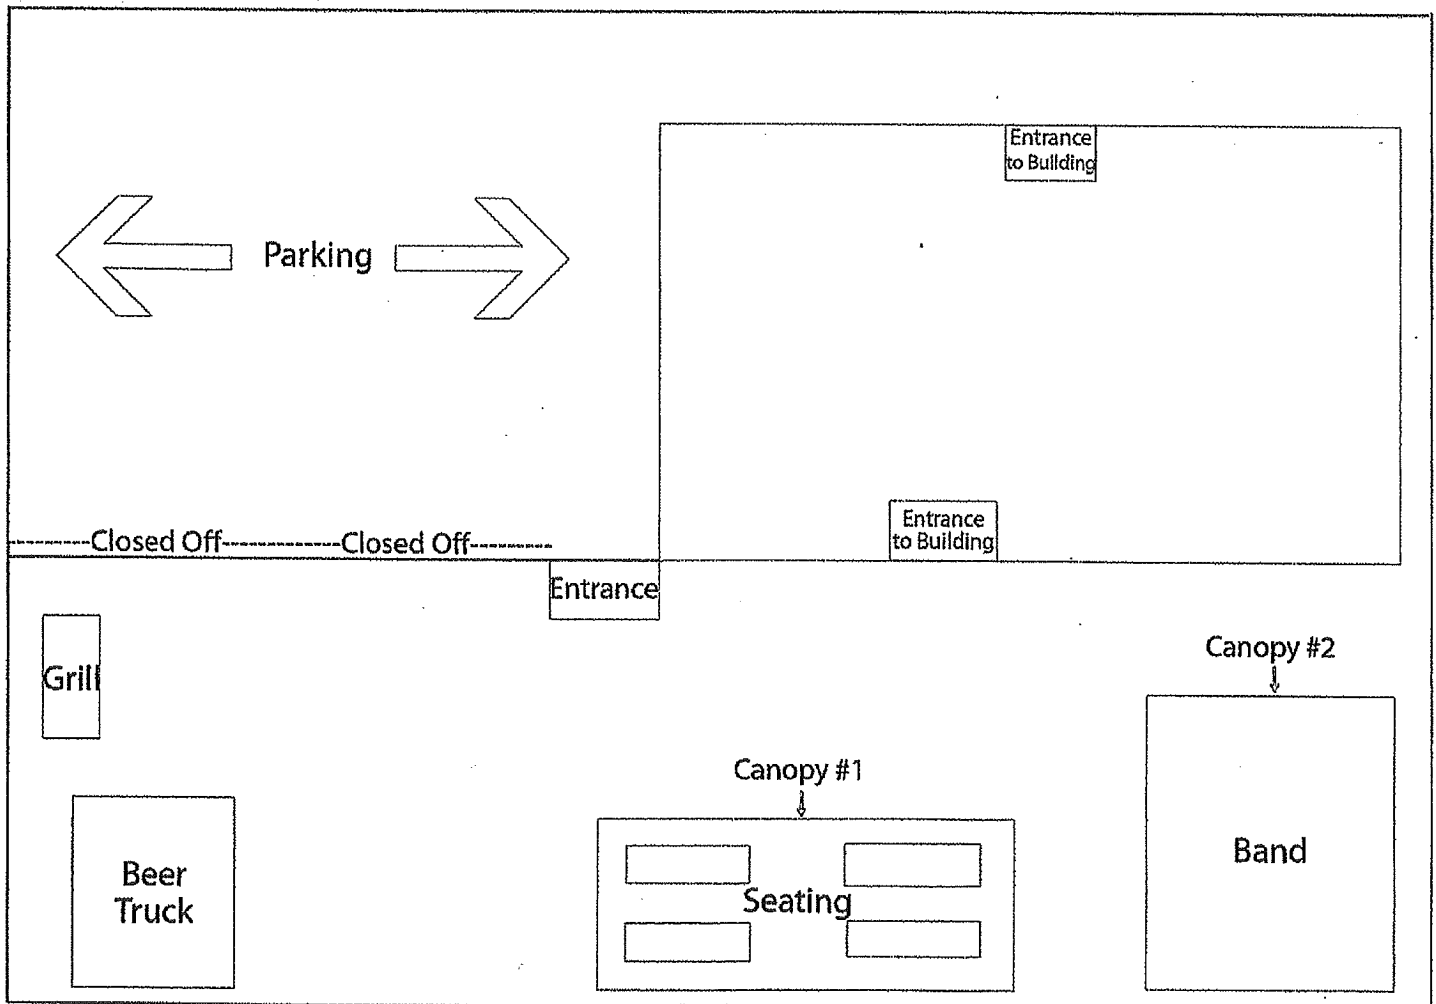 Entrance
to Building
Parking
-------Closed Off-----------Closed Off-------
Entrance
to Building
Entrance
Grill
Canopy #2
Canopy #1
Band
Beer
Truck
Seating